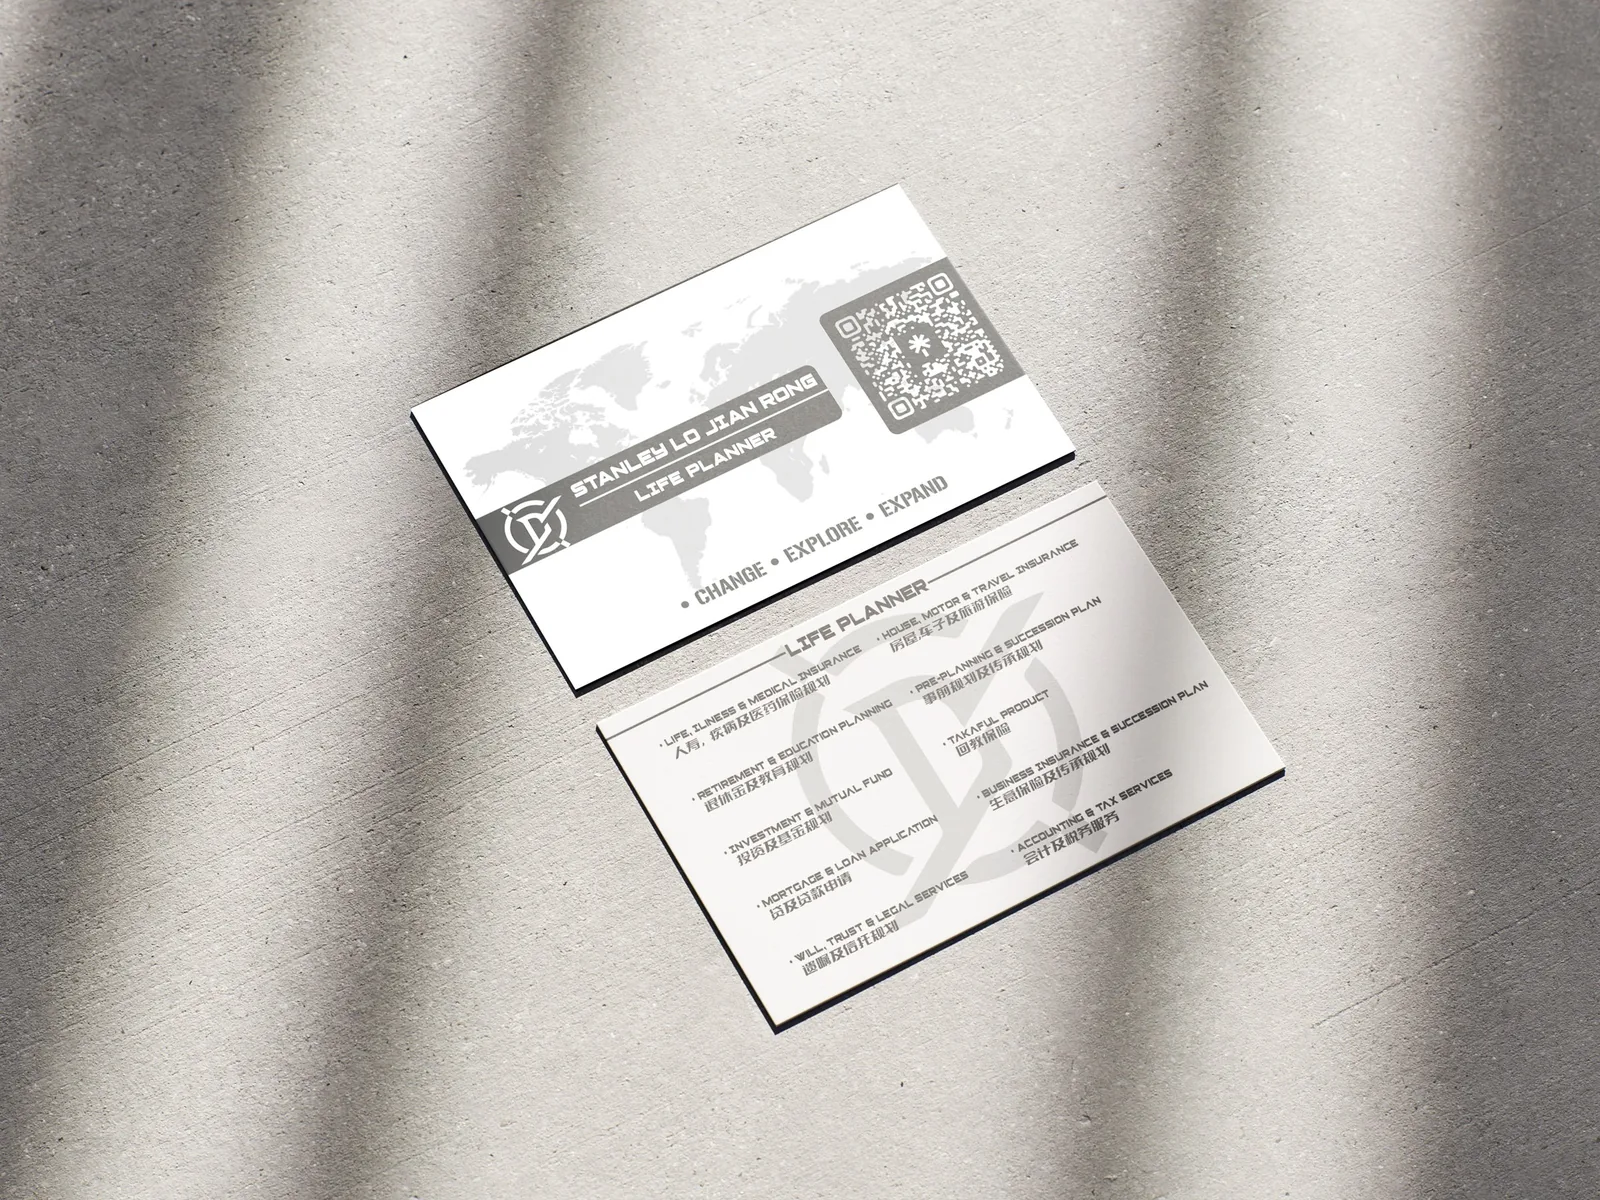 STANLEY LO JIAN RONG
LIFE PLANNER
• CHANGE • EXPLORE • EXPAND
LIFE PLANNER
· LIFE, ILLNESS & MEDICAL INSURANCE
人寿，疾病及医药保险规划
· RETIREMENT & EDUCATION PLANNING
退休金及教育规划
· INVESTMENT & MUTUAL FUND
投资及基金规划
· MORTGAGE & LOAN APPLICATION
贷及贷款申请
· WILL, TRUST & LEGAL SERVICES
遗嘱及信托规划
· HOUSE, MOTOR & TRAVEL INSURANCE
房屋,车子及旅游保险
· PRE-PLANNING & SUCCESSION PLAN
事前规划及传承规划
· TAKAFUL PRODUCT
回教保险
· BUSINESS INSURANCE & SUCCESSION PLAN
生意保险及传承规划
· ACCOUNTING & TAX SERVICES
会计及税务服务